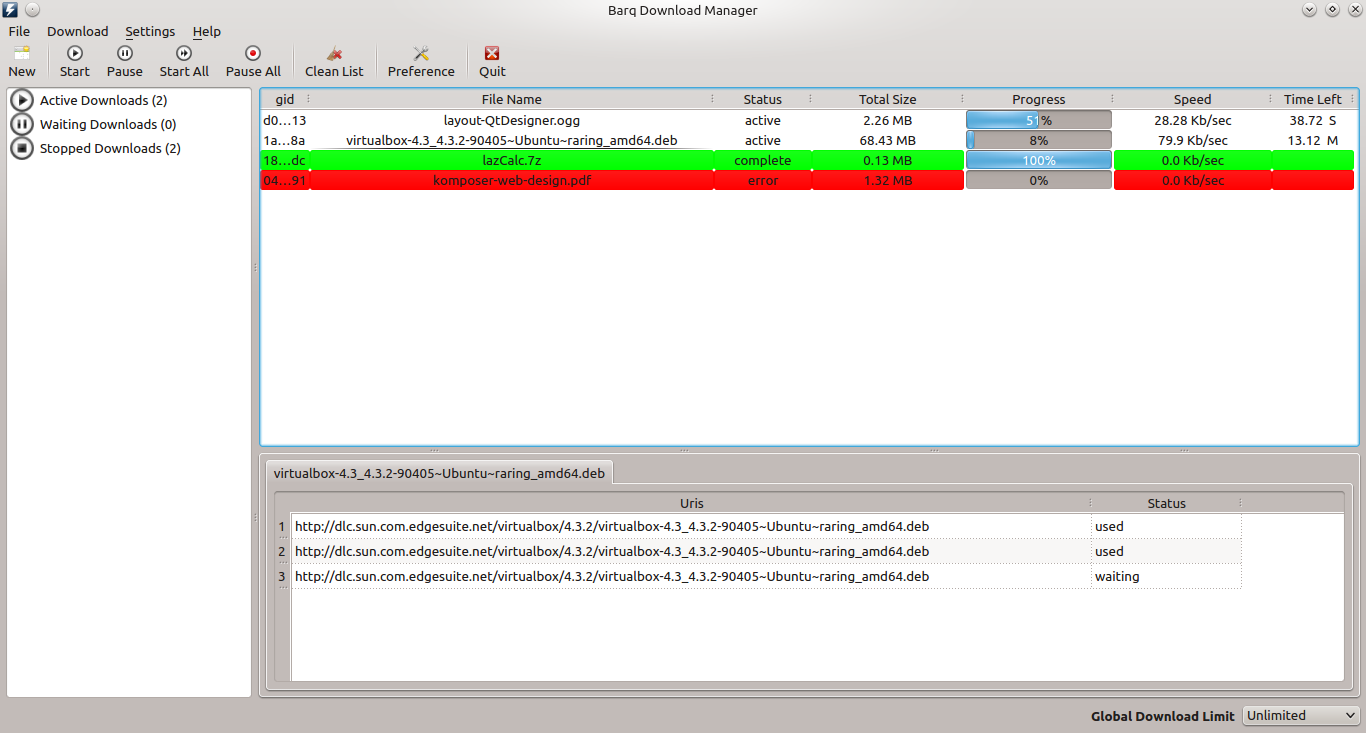 Barq Download Manager
File Download Settings Help
New Start Pause Start All Pause All Clean List Preference Quit
Active Downloads (2)
Waiting Downloads (0)
Stopped Downloads (2)
gid File Name Status Total Size Progress Speed Time Left
d0...13 layout-QtDesigner.ogg active 2.26 MB 51% 28.28 Kb/sec 38.72 S
1a...8a virtualbox-4.3_4.3.2-90405~Ubuntu~raring_amd64.deb active 68.43 MB 8% 79.9 Kb/sec 13.12 M
18...dc lazCalc.7z complete 0.13 MB 100% 0.0 Kb/sec
04...91 komposer-web-design.pdf error 1.32 MB 0% 0.0 Kb/sec
virtualbox-4.3_4.3.2-90405~Ubuntu~raring_amd64.deb
Uris Status
1 http://dlc.sun.com.edgesuite.net/virtualbox/4.3.2/virtualbox-4.3_4.3.2-90405~Ubuntu~raring_amd64.deb used
2 http://dlc.sun.com.edgesuite.net/virtualbox/4.3.2/virtualbox-4.3_4.3.2-90405~Ubuntu~raring_amd64.deb used
3 http://dlc.sun.com.edgesuite.net/virtualbox/4.3.2/virtualbox-4.3_4.3.2-90405~Ubuntu~raring_amd64.deb waiting
Global Download Limit Unlimited